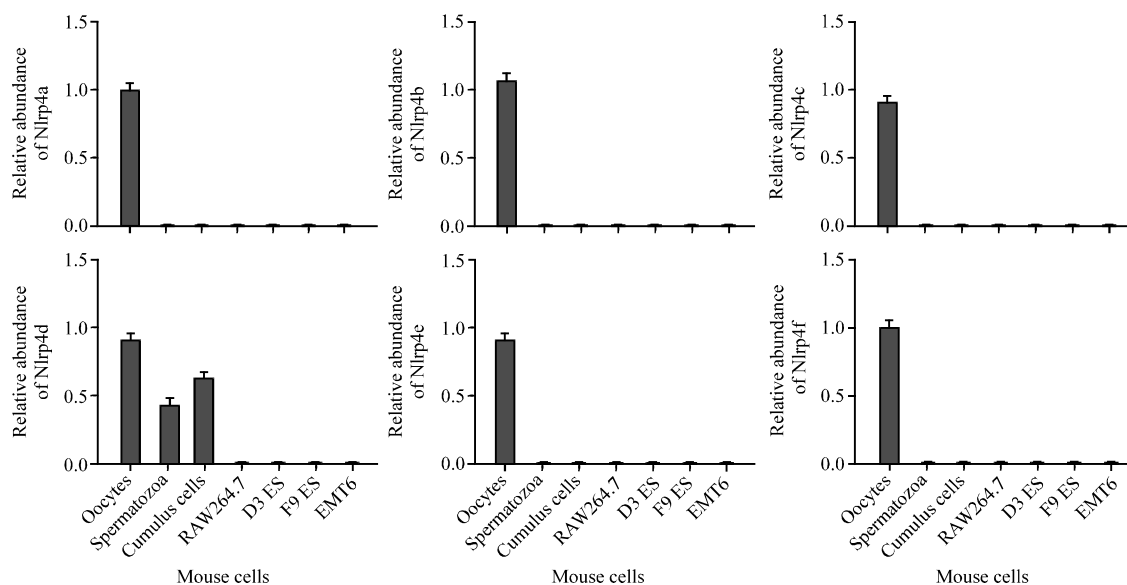 Relative abundance
of Nlrp4a
1.5
1.0
0.5
0.0
Relative abundance
of Nlrp4b
1.5
1.0
0.5
0.0
Relative abundance
of Nlrp4c
1.5
1.0
0.5
0.0
Relative abundance
of Nlrp4d
1.5
1.0
0.5
0.0
Oocytes
Spermatozoa
Cumulus cells
RAW264.7
D3 ES
F9 ES
EMT6
Mouse cells
Relative abundance
of Nlrp4e
1.5
1.0
0.5
0.0
Oocytes
Spermatozoa
Cumulus cells
RAW264.7
D3 ES
F9 ES
EMT6
Mouse cells
Relative abundance
of Nlrp4f
1.5
1.0
0.5
0.0
Oocytes
Spermatozoa
Cumulus cells
RAW264.7
D3 ES
F9 ES
EMT6
Mouse cells